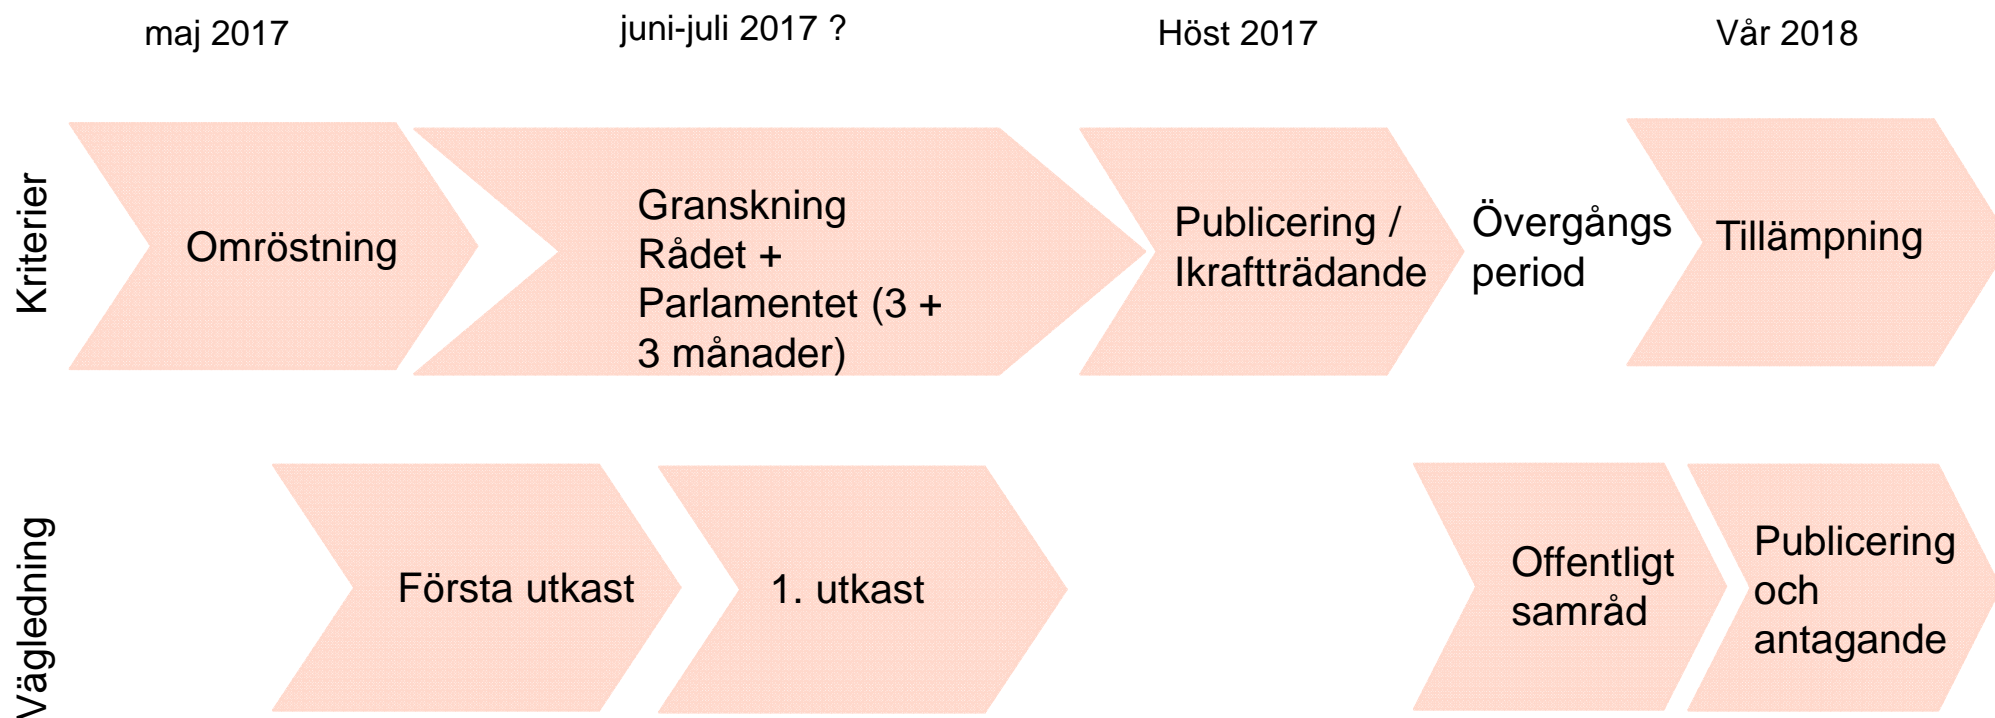 maj 2017
juni-juli 2017 ?
Höst 2017
Vår 2018
Kriterier
Omröstning
Granskning
Rådet +
Parlamentet (3 +
3 månader)
Publicering /
Ikraftträdande
Övergångs
period
Tillämpning
Vägledning
Första utkast
1. utkast
Offentligt
samråd
Publicering
och
antagande